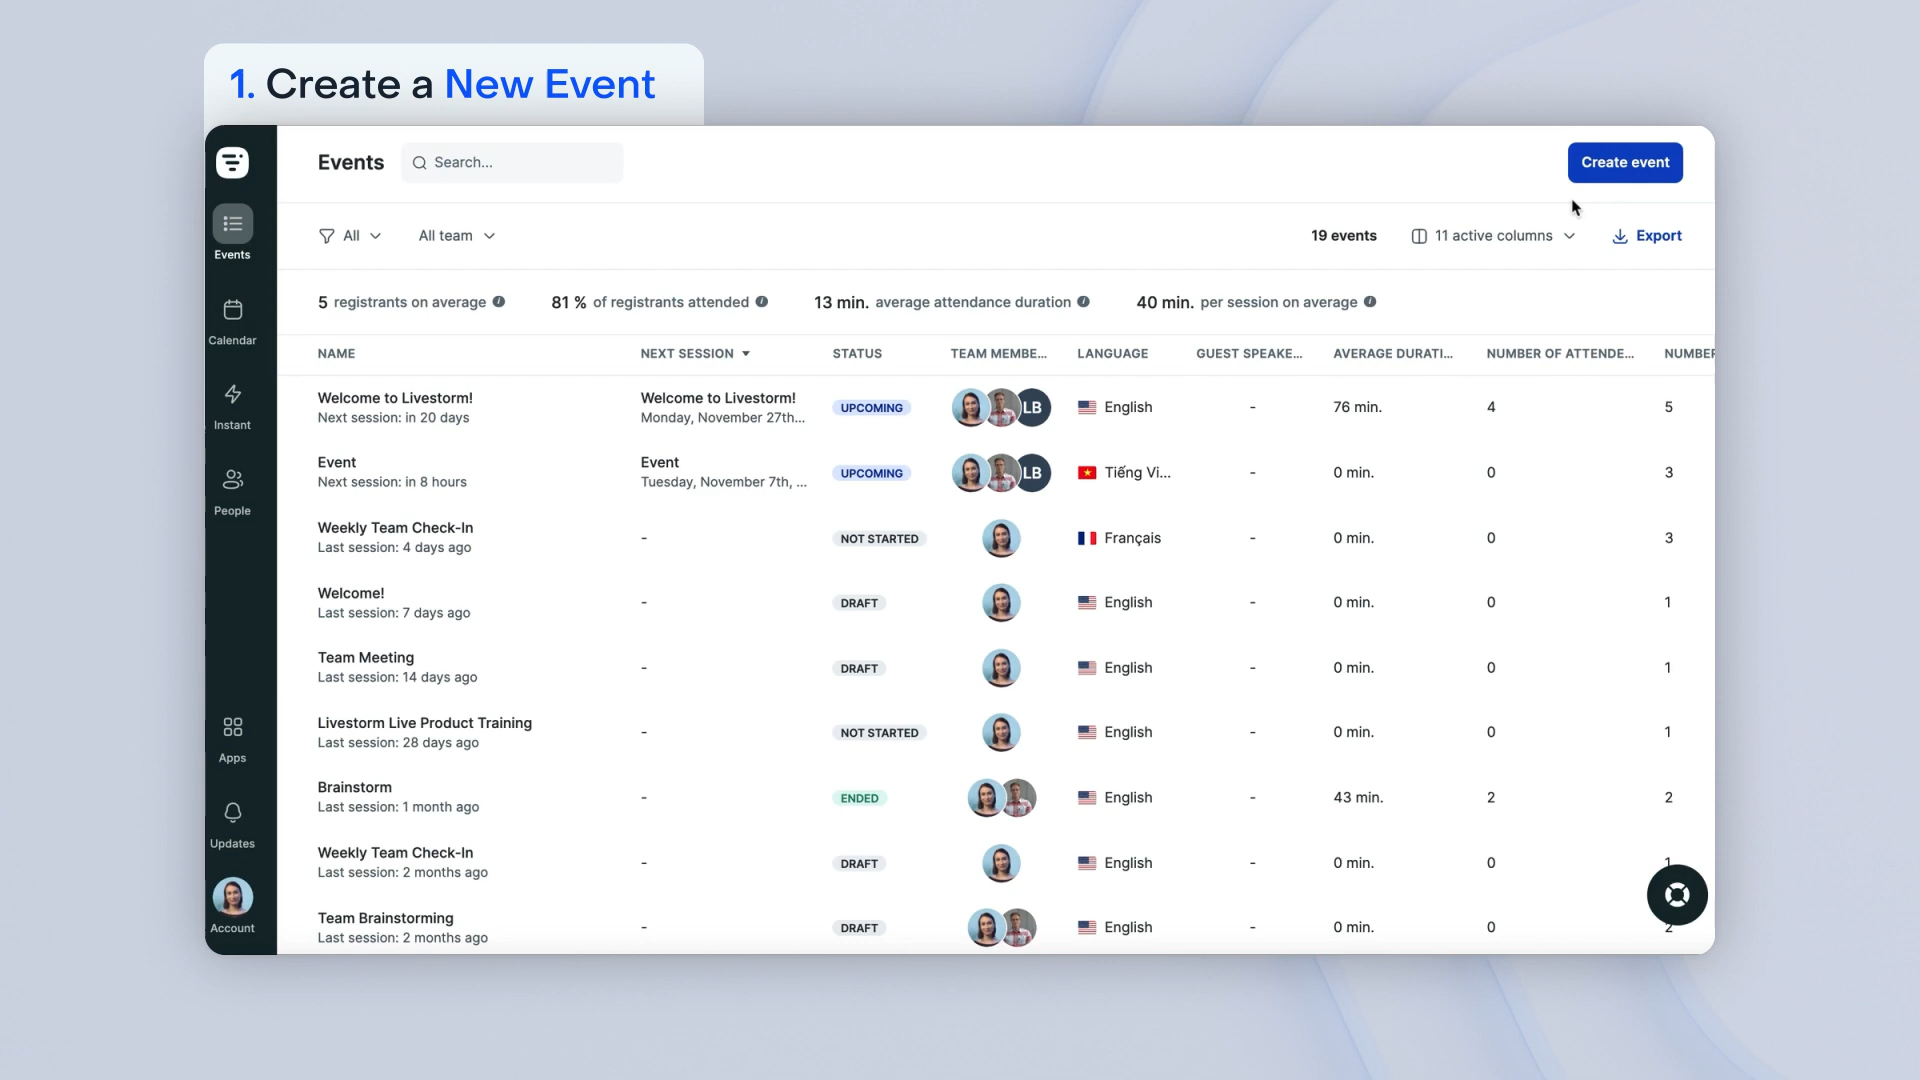 1. Create a New Event
Events
Search...
Create event
All
All team
19 events
11 active columns
Export
5 registrants on average
81 % of registrants attended
13 min. average attendance duration
40 min. per session on average
NAME
NEXT SESSION
STATUS
TEAM MEMBE...
LANGUAGE
GUEST SPEAKE...
AVERAGE DURATI...
NUMBER OF ATTENDE...
NUMBER
Welcome to Livestorm!
Next session: in 20 days
Welcome to Livestorm!
Monday, November 27th...
UPCOMING
LB
English
-
76 min.
4
5
Event
Next session: in 8 hours
Event
Tuesday, November 7th, ...
UPCOMING
LB
Tiếng Vi...
-
0 min.
0
3
Weekly Team Check-In
Last session: 4 days ago
-
NOT STARTED
Français
-
0 min.
0
3
Welcome!
Last session: 7 days ago
-
DRAFT
English
-
0 min.
0
1
Team Meeting
Last session: 14 days ago
-
DRAFT
English
-
0 min.
0
1
Livestorm Live Product Training
Last session: 28 days ago
-
NOT STARTED
English
-
0 min.
0
1
Brainstorm
Last session: 1 month ago
-
ENDED
English
-
43 min.
2
2
Weekly Team Check-In
Last session: 2 months ago
-
DRAFT
English
-
0 min.
0
1
Team Brainstorming
Last session: 2 months ago
-
DRAFT
English
-
0 min.
0
2
Events
Calendar
Instant
People
Apps
Updates
Account